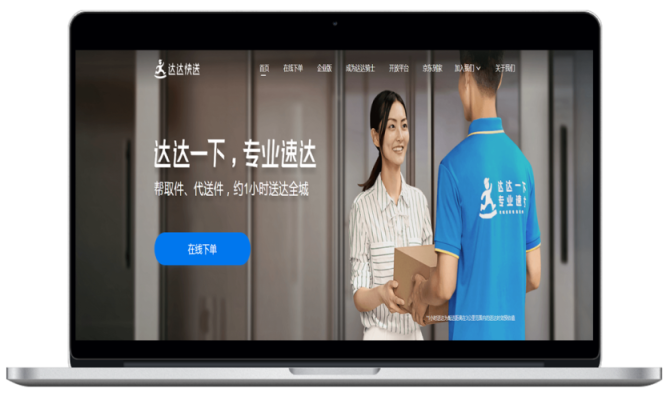 达达快送
首页 在线下单 企业版 成为达达骑士 开放平台 京东到家 加入我们 关于我们
达达一下，专业速达
帮取件、代送件，约1小时送达全城
在线下单
达达一下
专业速